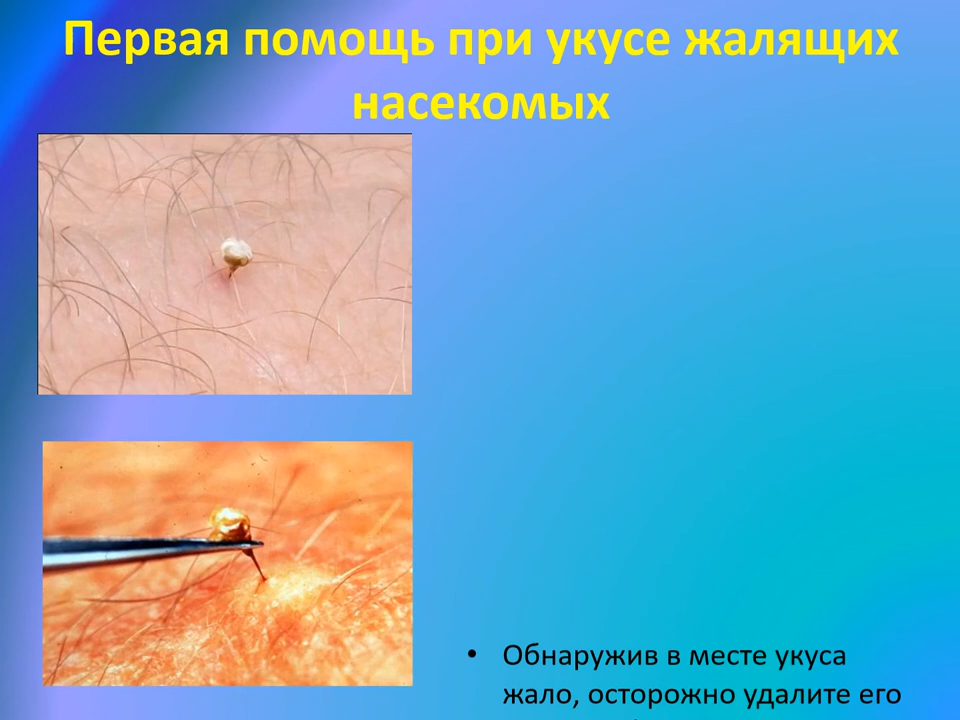 Первая помощь при укусе жалящих
насекомых
• Обнаружив в месте укуса
жало, осторожно удалите его